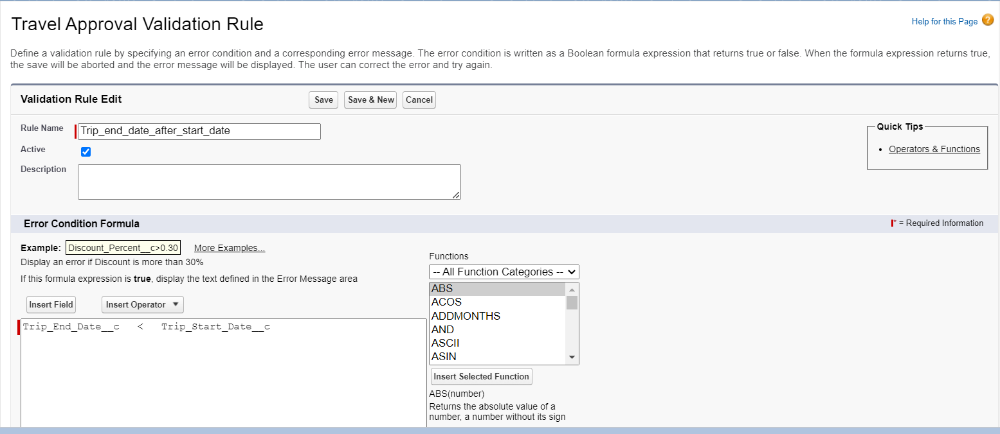 Travel Approval Validation Rule
Help for this Page ?
Define a validation rule by specifying an error condition and a corresponding error message. The error condition is written as a Boolean formula expression that returns true or false. When the formula expression returns true,
the save will be aborted and the error message will be displayed. The user can correct the error and try again.
Validation Rule Edit
Save
Save & New
Cancel
Rule Name
Trip_end_date_after_start_date
Active
Description
Quick Tips
• Operators & Functions
Error Condition Formula
* = Required Information
Example: Discount_Percent__c>0.30 More Examples...
Display an error if Discount is more than 30%
If this formula expression is true, display the text defined in the Error Message area
Insert Field
Insert Operator
Trip_End_Date__c < Trip_Start_Date__c
Functions
-- All Function Categories --
ABS
ACOS
ADDMONTHS
AND
ASCII
ASIN
Insert Selected Function
ABS(number)
Returns the absolute value of a
number, a number without its sign